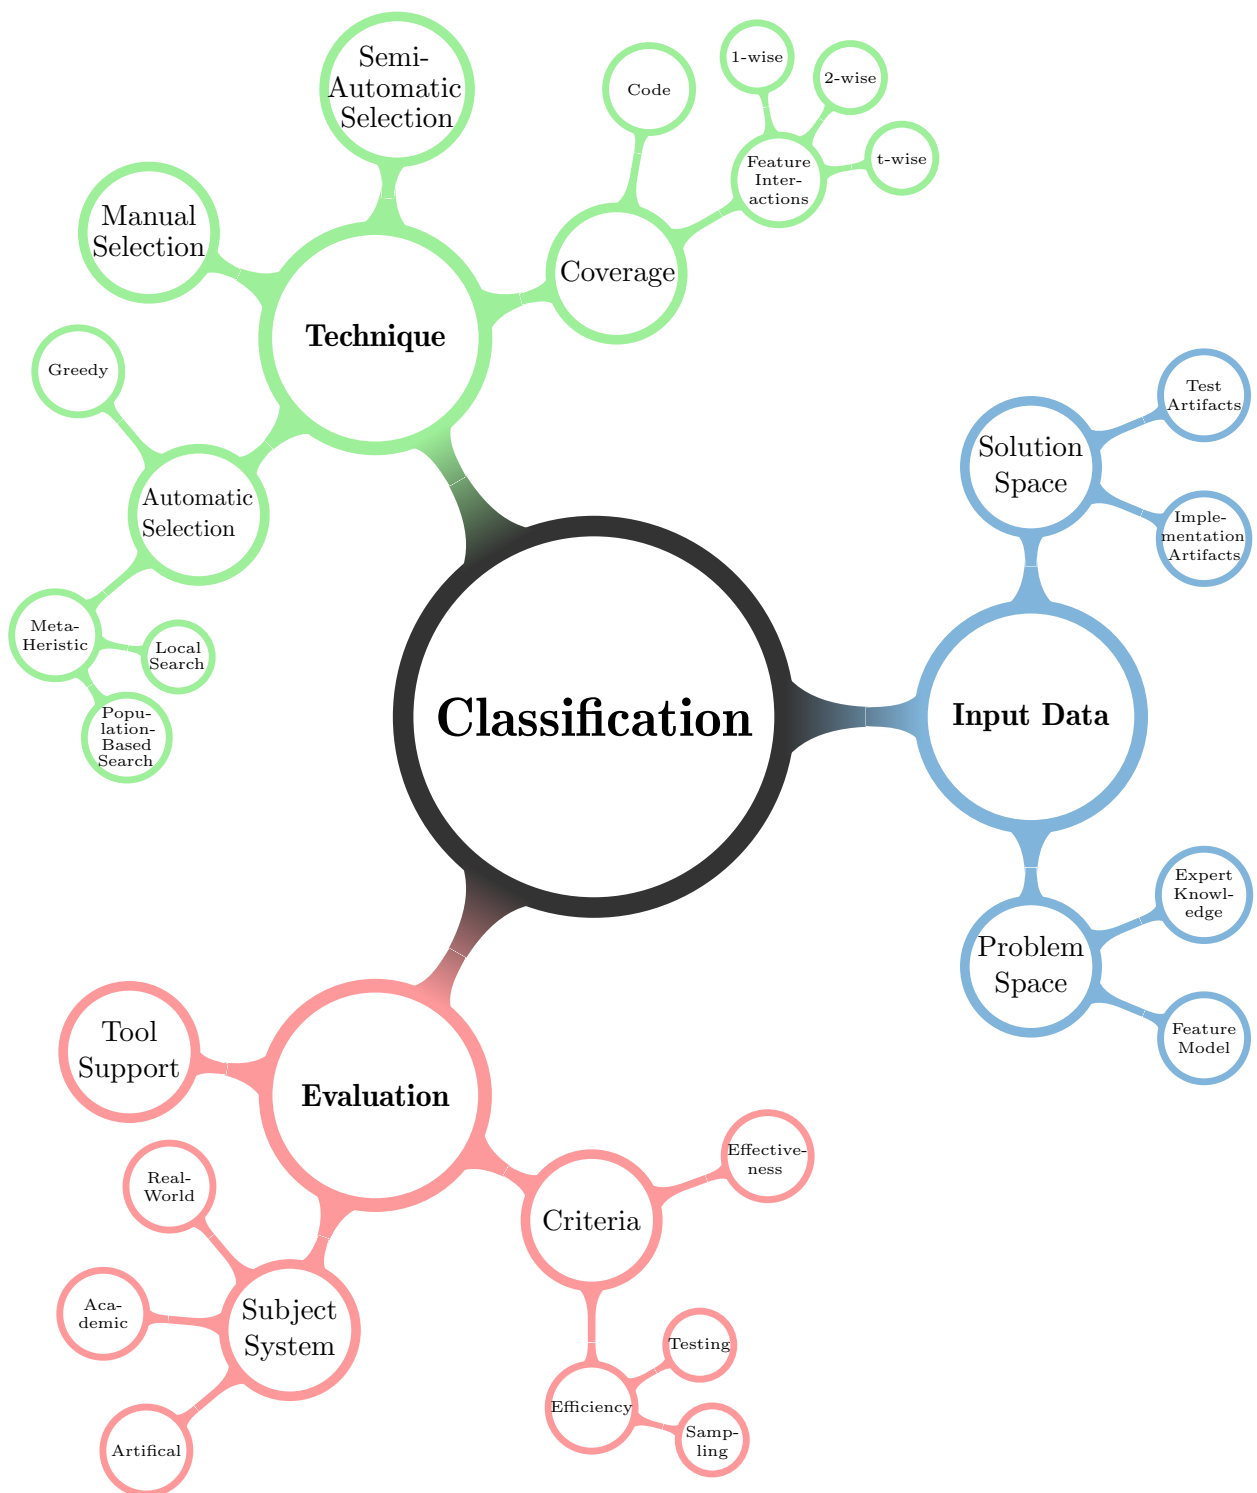 Classification
Technique
Semi-
Automatic
Selection
Manual
Selection
Automatic
Selection
Greedy
Meta-
Heristic
Local
Search
Popu-
lation-
Based
Search
Coverage
Code
Feature
Inter-
actions
1-wise
2-wise
t-wise
Input Data
Solution
Space
Test
Artifacts
Imple-
mentation
Artifacts
Problem
Space
Expert
Knowl-
edge
Feature
Model
Evaluation
Tool
Support
Subject
System
Real-
World
Aca-
demic
Artifical
Criteria
Effective-
ness
Efficiency
Testing
Samp-
ling